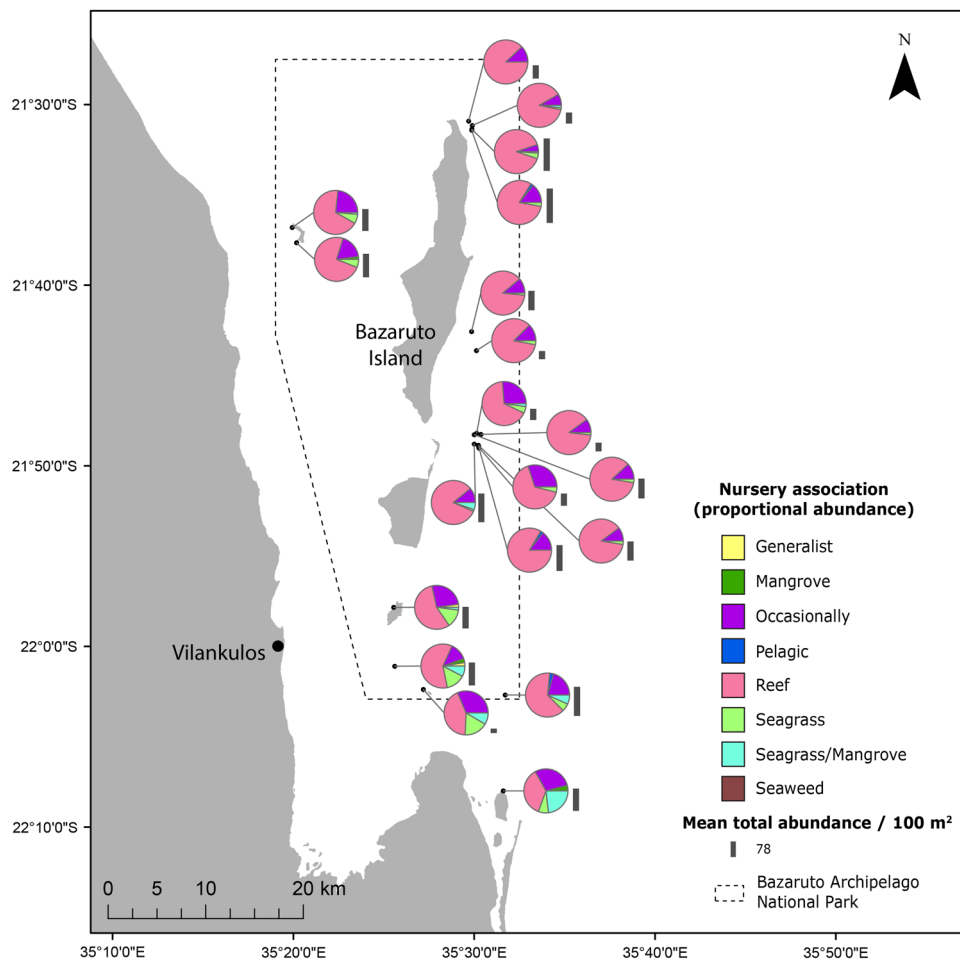 N
21°30'0"S
21°40'0"S
21°50'0"S
22°0'0"S
22°10'0"S
Bazaruto
Island
Vilankulos
Nursery association
(proportional abundance)
Generalist
Mangrove
Occasionally
Pelagic
Reef
Seagrass
Seagrass/Mangrove
Seaweed
Mean total abundance / 100 m²
78
Bazaruto Archipelago
National Park
0 5 10 20 km
35°10'0"E 35°20'0"E 35°30'0"E 35°40'0"E 35°50'0"E